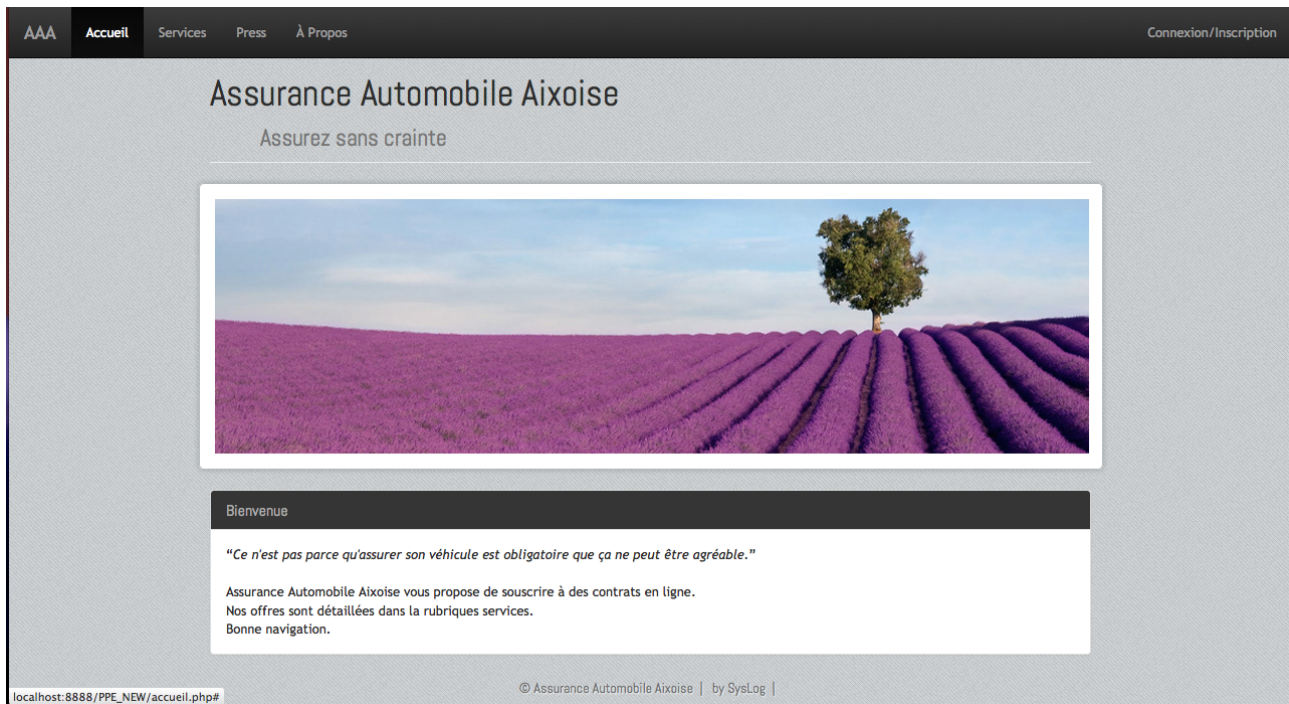 AAA Accueil Services Press À Propos Connexion/Inscription
Assurance Automobile Aixoise
Assurez sans crainte
Bienvenue
“Ce n'est pas parce qu'assurer son véhicule est obligatoire que ça ne peut être agréable.”
Assurance Automobile Aixoise vous propose de souscrire à des contrats en ligne.
Nos offres sont détaillées dans la rubriques services.
Bonne navigation.
© Assurance Automobile Aixoise | by SysLog |
localhost:8888/PPE_NEW/accueil.php#